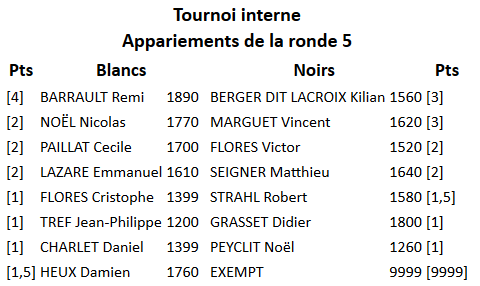 Tournoi interne
Appariements de la ronde 5
Pts Blancs Noirs Pts
[4] BARRAULT Remi 1890 BERGER DIT LACROIX Kilian 1560 [3]
[2] NOËL Nicolas 1770 MARGUET Vincent 1620 [3]
[2] PAILLAT Cecile 1700 FLORES Victor 1520 [2]
[2] LAZARE Emmanuel 1610 SEIGNER Matthieu 1640 [2]
[1] FLORES Cristophe 1399 STRAHL Robert 1580 [1,5]
[1] TREF Jean-Philippe 1200 GRASSET Didier 1800 [1]
[1] CHARLET Daniel 1399 PEYCLIT Noël 1260 [1]
[1,5] HEUX Damien 1760 EXEMPT 9999 [9999]